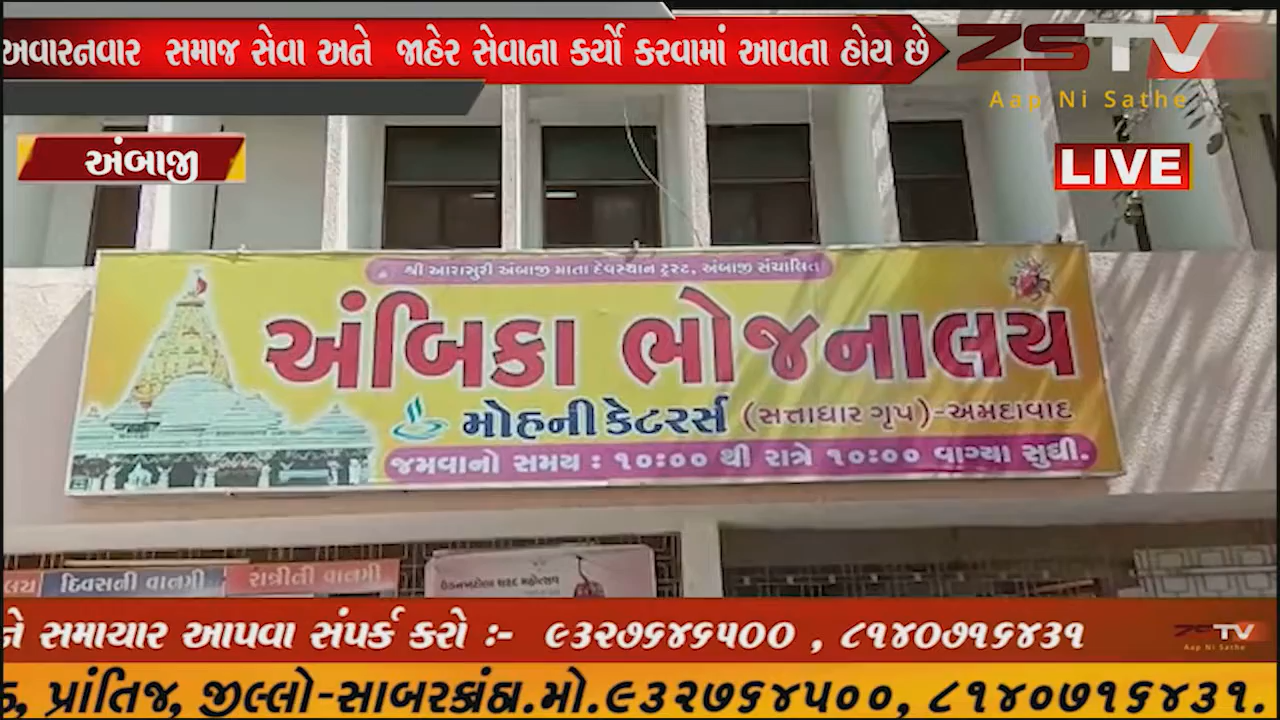 અવારનવાર સમાજ સેવા અને જાહેર સેવાના કર્યો કરવામાં આવતા હોય છે
ZSTV
Aap Ni Sathe
અંબાજી
LIVE
શ્રી આરાસુરી અંબાજી માતા દેવસ્થાન ટ્રસ્ટ, અંબાજી સંચાલિત
અંબિકા ભોજનાલય
મોહની કેટરર્સ (સત્તાધાર ગૃપ)-અમદાવાદ
જમવાનો સમય : ૧૦:૦૦ થી રાત્રે ૧૦:૦૦ વાગ્યા સુધી.
લય દિવસની વાનગી રાત્રીની વાનગી
ને સમાચાર આપવા સંપર્ક કરો :- ૯૩૨૭૬૪૬૫૦૦ , ૮૧૪૦૭૧૬૪૩૧
ZSTV
Aap Ni Sathe
પ્રાંતિજ, જીલ્લો-સાબરકાંઠા.મો.૯૩૨૭૬૪૫૦૦, ૮૧૪૦૭૧૬૪૩૧.